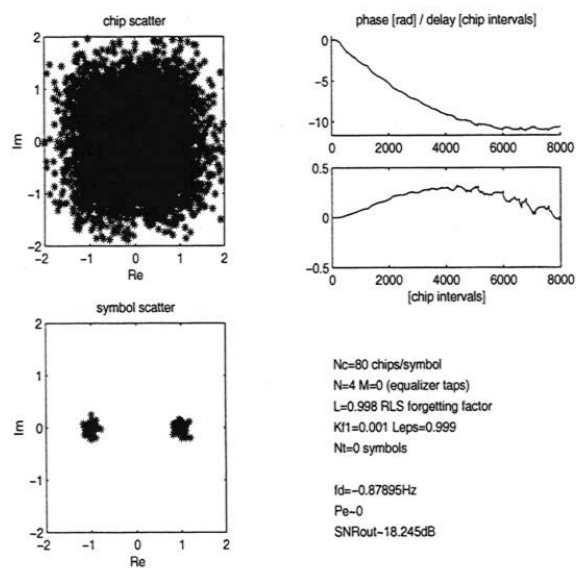 chip scatter
2
1
0
−1
−2
Im
−2 −1 0 1 2
Re
phase [rad] / delay [chip intervals]
0
−5
−10
0 2000 4000 6000 8000
0.5
0
−0.5
0 2000 4000 6000 8000
[chip intervals]
symbol scatter
2
1
0
−1
−2
Im
−2 −1 0 1 2
Re
Nc=80 chips/symbol
N=4 M=0 (equalizer taps)
L=0.998 RLS forgetting factor
Kf1=0.001 Leps=0.999
Nt=0 symbols
fd=−0.87895Hz
Pe~0
SNRout~18.245dB